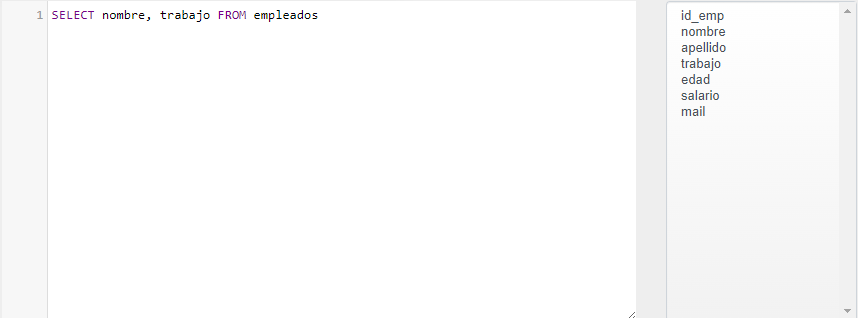 1 SELECT nombre, trabajo FROM empleados
id_emp
nombre
apellido
trabajo
edad
salario
mail